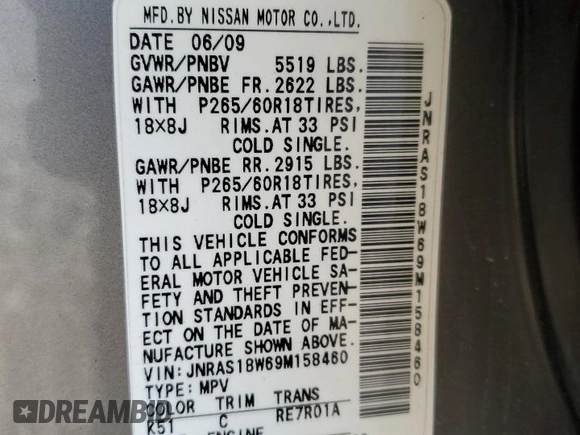 MFD.BY NISSAN MOTOR CO.,LTD.
DATE 06/09
GVWR/PNBV 5519 LBS.
GAWR/PNBE FR. 2622 LBS.
WITH P265/60R18TIRES,
18×8J RIMS.AT 33 PSI
COLD SINGLE.
GAWR/PNBE RR. 2915 LBS.
WITH P265/60R18TIRES,
18×8J RIMS.AT 33 PSI
COLD SINGLE.
THIS VEHICLE CONFORMS
TO ALL APPLICABLE FED-
ERAL MOTOR VEHICLE SA-
FETY AND THEFT PREVEN-
TION STANDARDS IN EFF-
ECT ON THE DATE OF MA-
NUFACTURE SHOWN ABOVE.
VIN:JNRAS18W69M158460
TYPE:MPV
COLOR TRIM TRANS
K51 C RE7R01A
ENGINE
JNRAS18W69M158460
DREAMBID